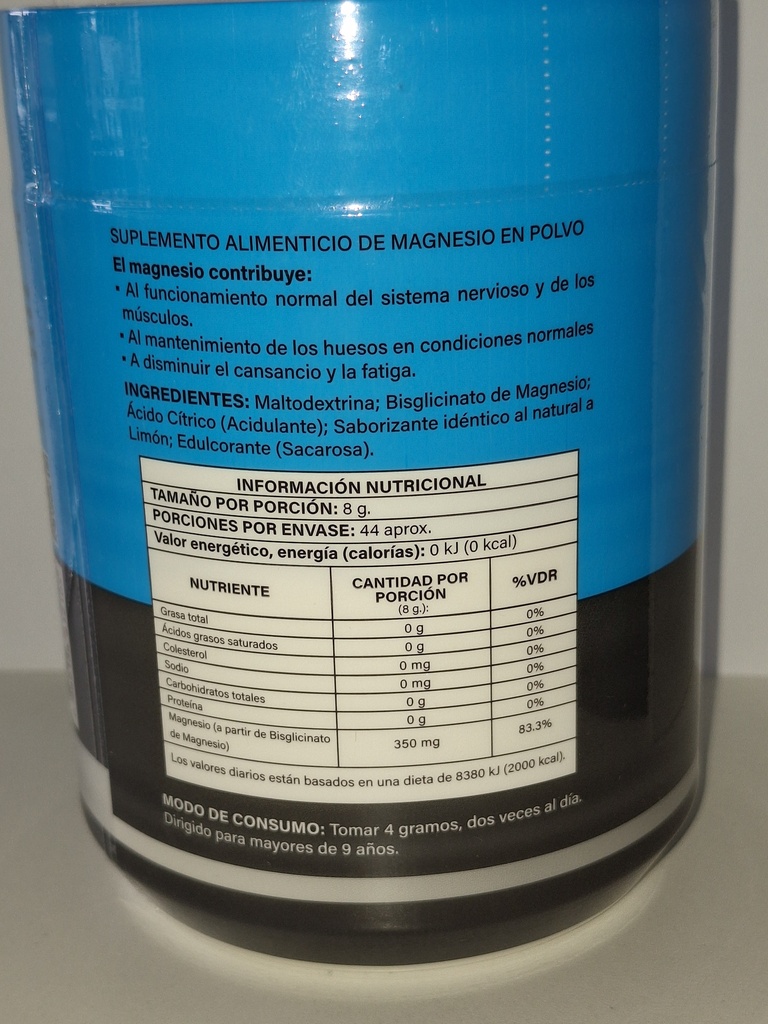 SUPLEMENTO ALIMENTICIO DE MAGNESIO EN POLVO
El magnesio contribuye:
• Al funcionamiento normal del sistema nervioso y de los
músculos.
• Al mantenimiento de los huesos en condiciones normales
• A disminuir el cansancio y la fatiga.
INGREDIENTES: Maltodextrina; Bisglicinato de Magnesio;
Ácido Cítrico (Acidulante); Saborizante idéntico al natural a
Limón; Edulcorante (Sacarosa).
INFORMACIÓN NUTRICIONAL
TAMAÑO POR PORCIÓN: 8 g.
PORCIONES POR ENVASE: 44 aprox.
Valor energético, energía (calorías): 0 kJ (0 kcal)
NUTRIENTE CANTIDAD POR %VDR
PORCIÓN
(8 g.):
Grasa total 0 g 0%
Ácidos grasos saturados 0 g 0%
Colesterol 0 mg 0%
Sodio 0 mg 0%
Carbohidratos totales 0 g 0%
Proteína 0 g 0%
Magnesio (a partir de Bisglicinato 350 mg 83.3%
de Magnesio)
Los valores diarios están basados en una dieta de 8380 kJ (2000 kcal).
MODO DE CONSUMO: Tomar 4 gramos, dos veces al día.
Dirigido para mayores de 9 años.